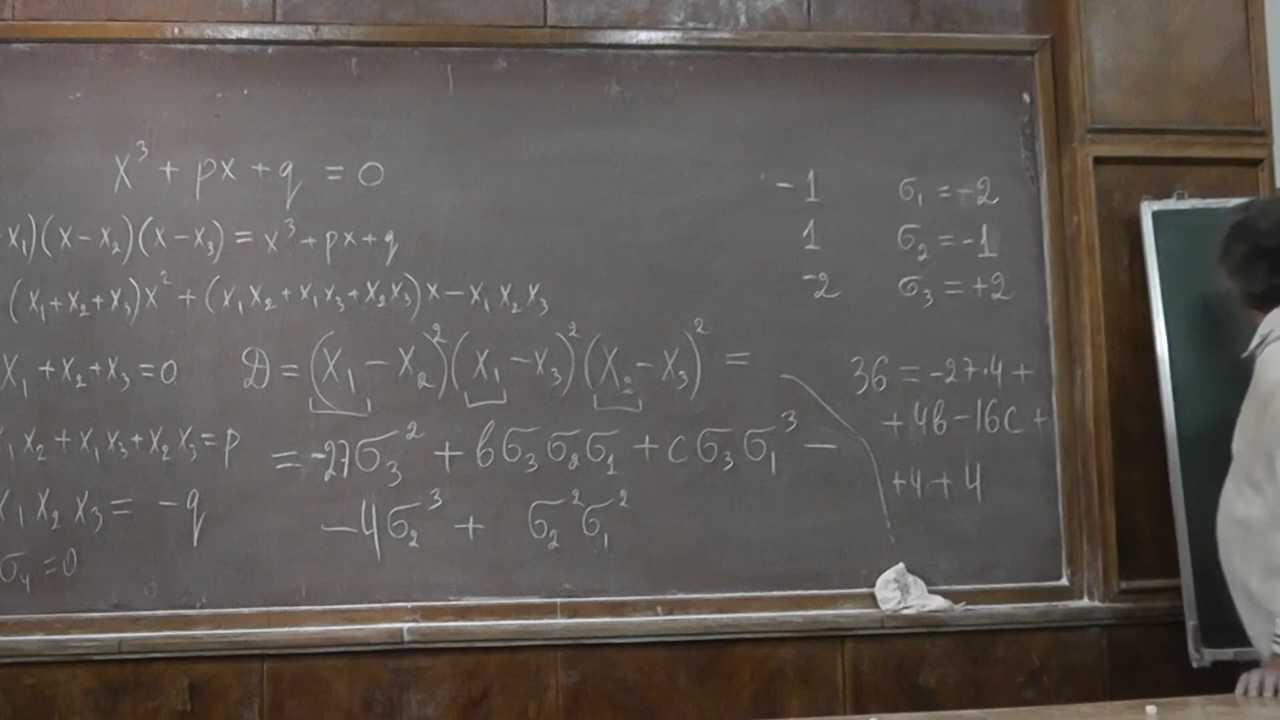 x³ + px + q = 0
x₁)(x − x₂)(x − x₃) = x³ + px + q
(x₁ + x₂ + x₃)x² + (x₁x₂ + x₁x₃ + x₂x₃)x − x₁x₂x₃
x₁ + x₂ + x₃ = 0
x₁x₂ + x₁x₃ + x₂x₃ = p
x₁x₂x₃ = −q
σ₄ = 0
D = (x₁ − x₂)²(x₁ − x₃)²(x₂ − x₃)² =
= −27σ₃² + bσ₃σ₂σ₁ + cσ₃σ₁³ −
−4σ₂³ + σ₂²σ₁²
−1 σ₁ = −2
1 σ₂ = −1
−2 σ₃ = +2
36 = −27·4 +
+ 4b − 16c +
+4 + 4